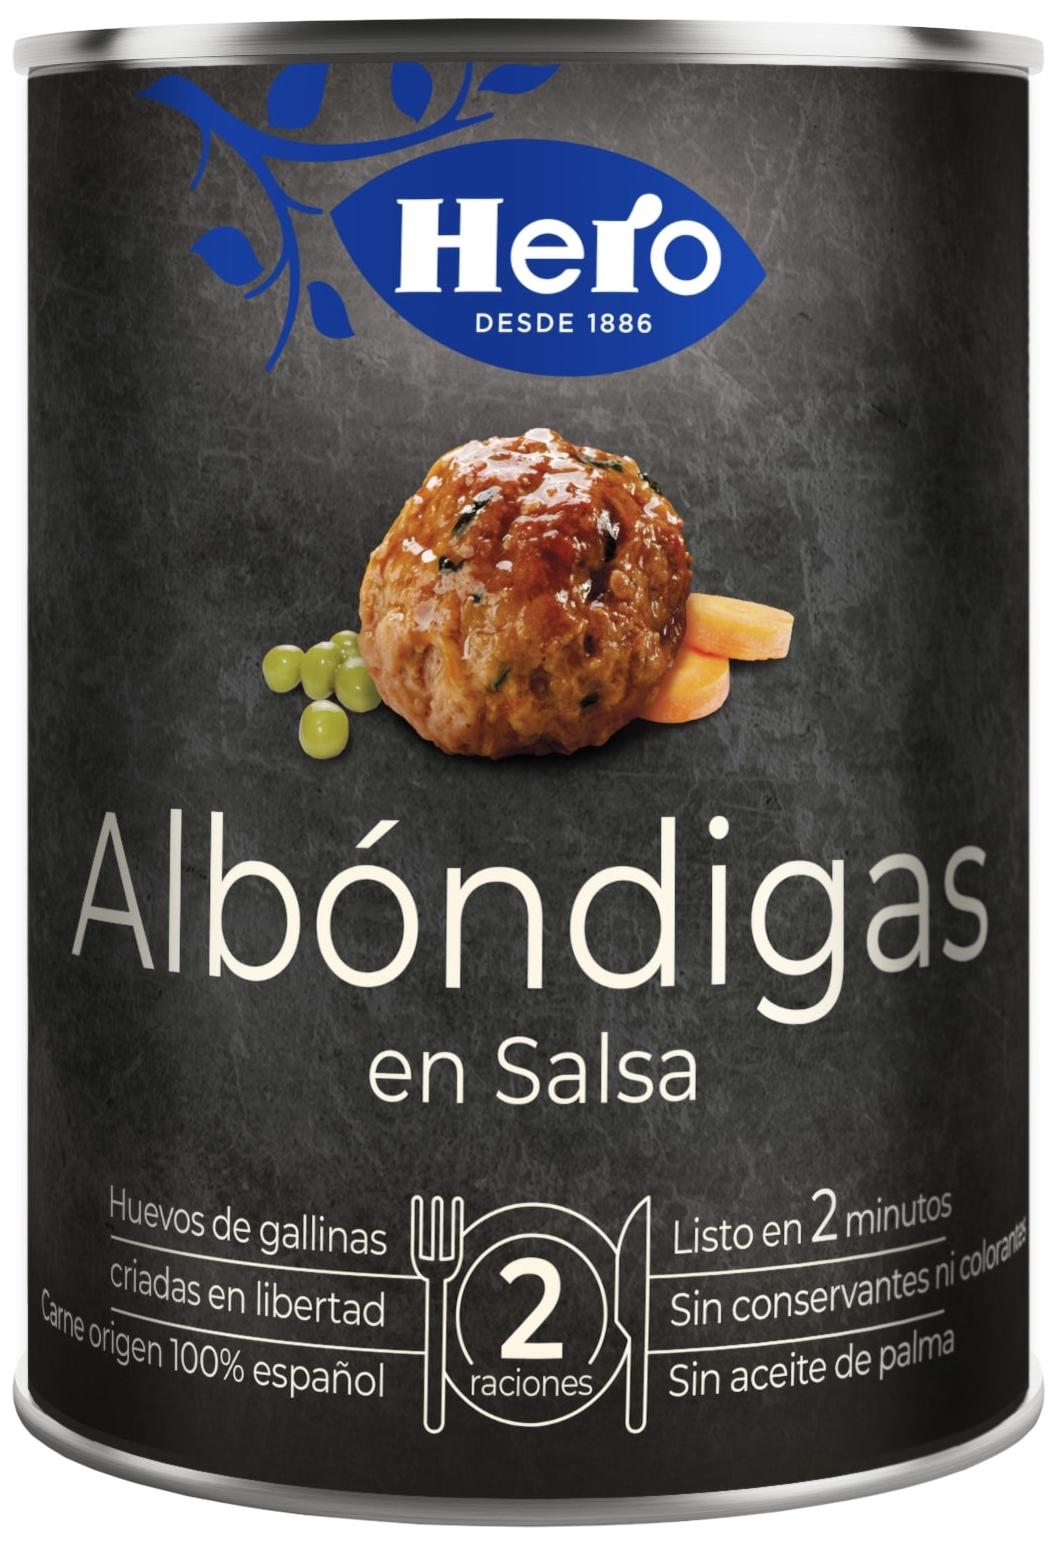 Hero
DESDE 1886
Albóndigas
en Salsa
Huevos de gallinas
criadas en libertad
Carne origen 100% español
2
raciones
Listo en 2 minutos
Sin conservantes ni colorantes
Sin aceite de palma